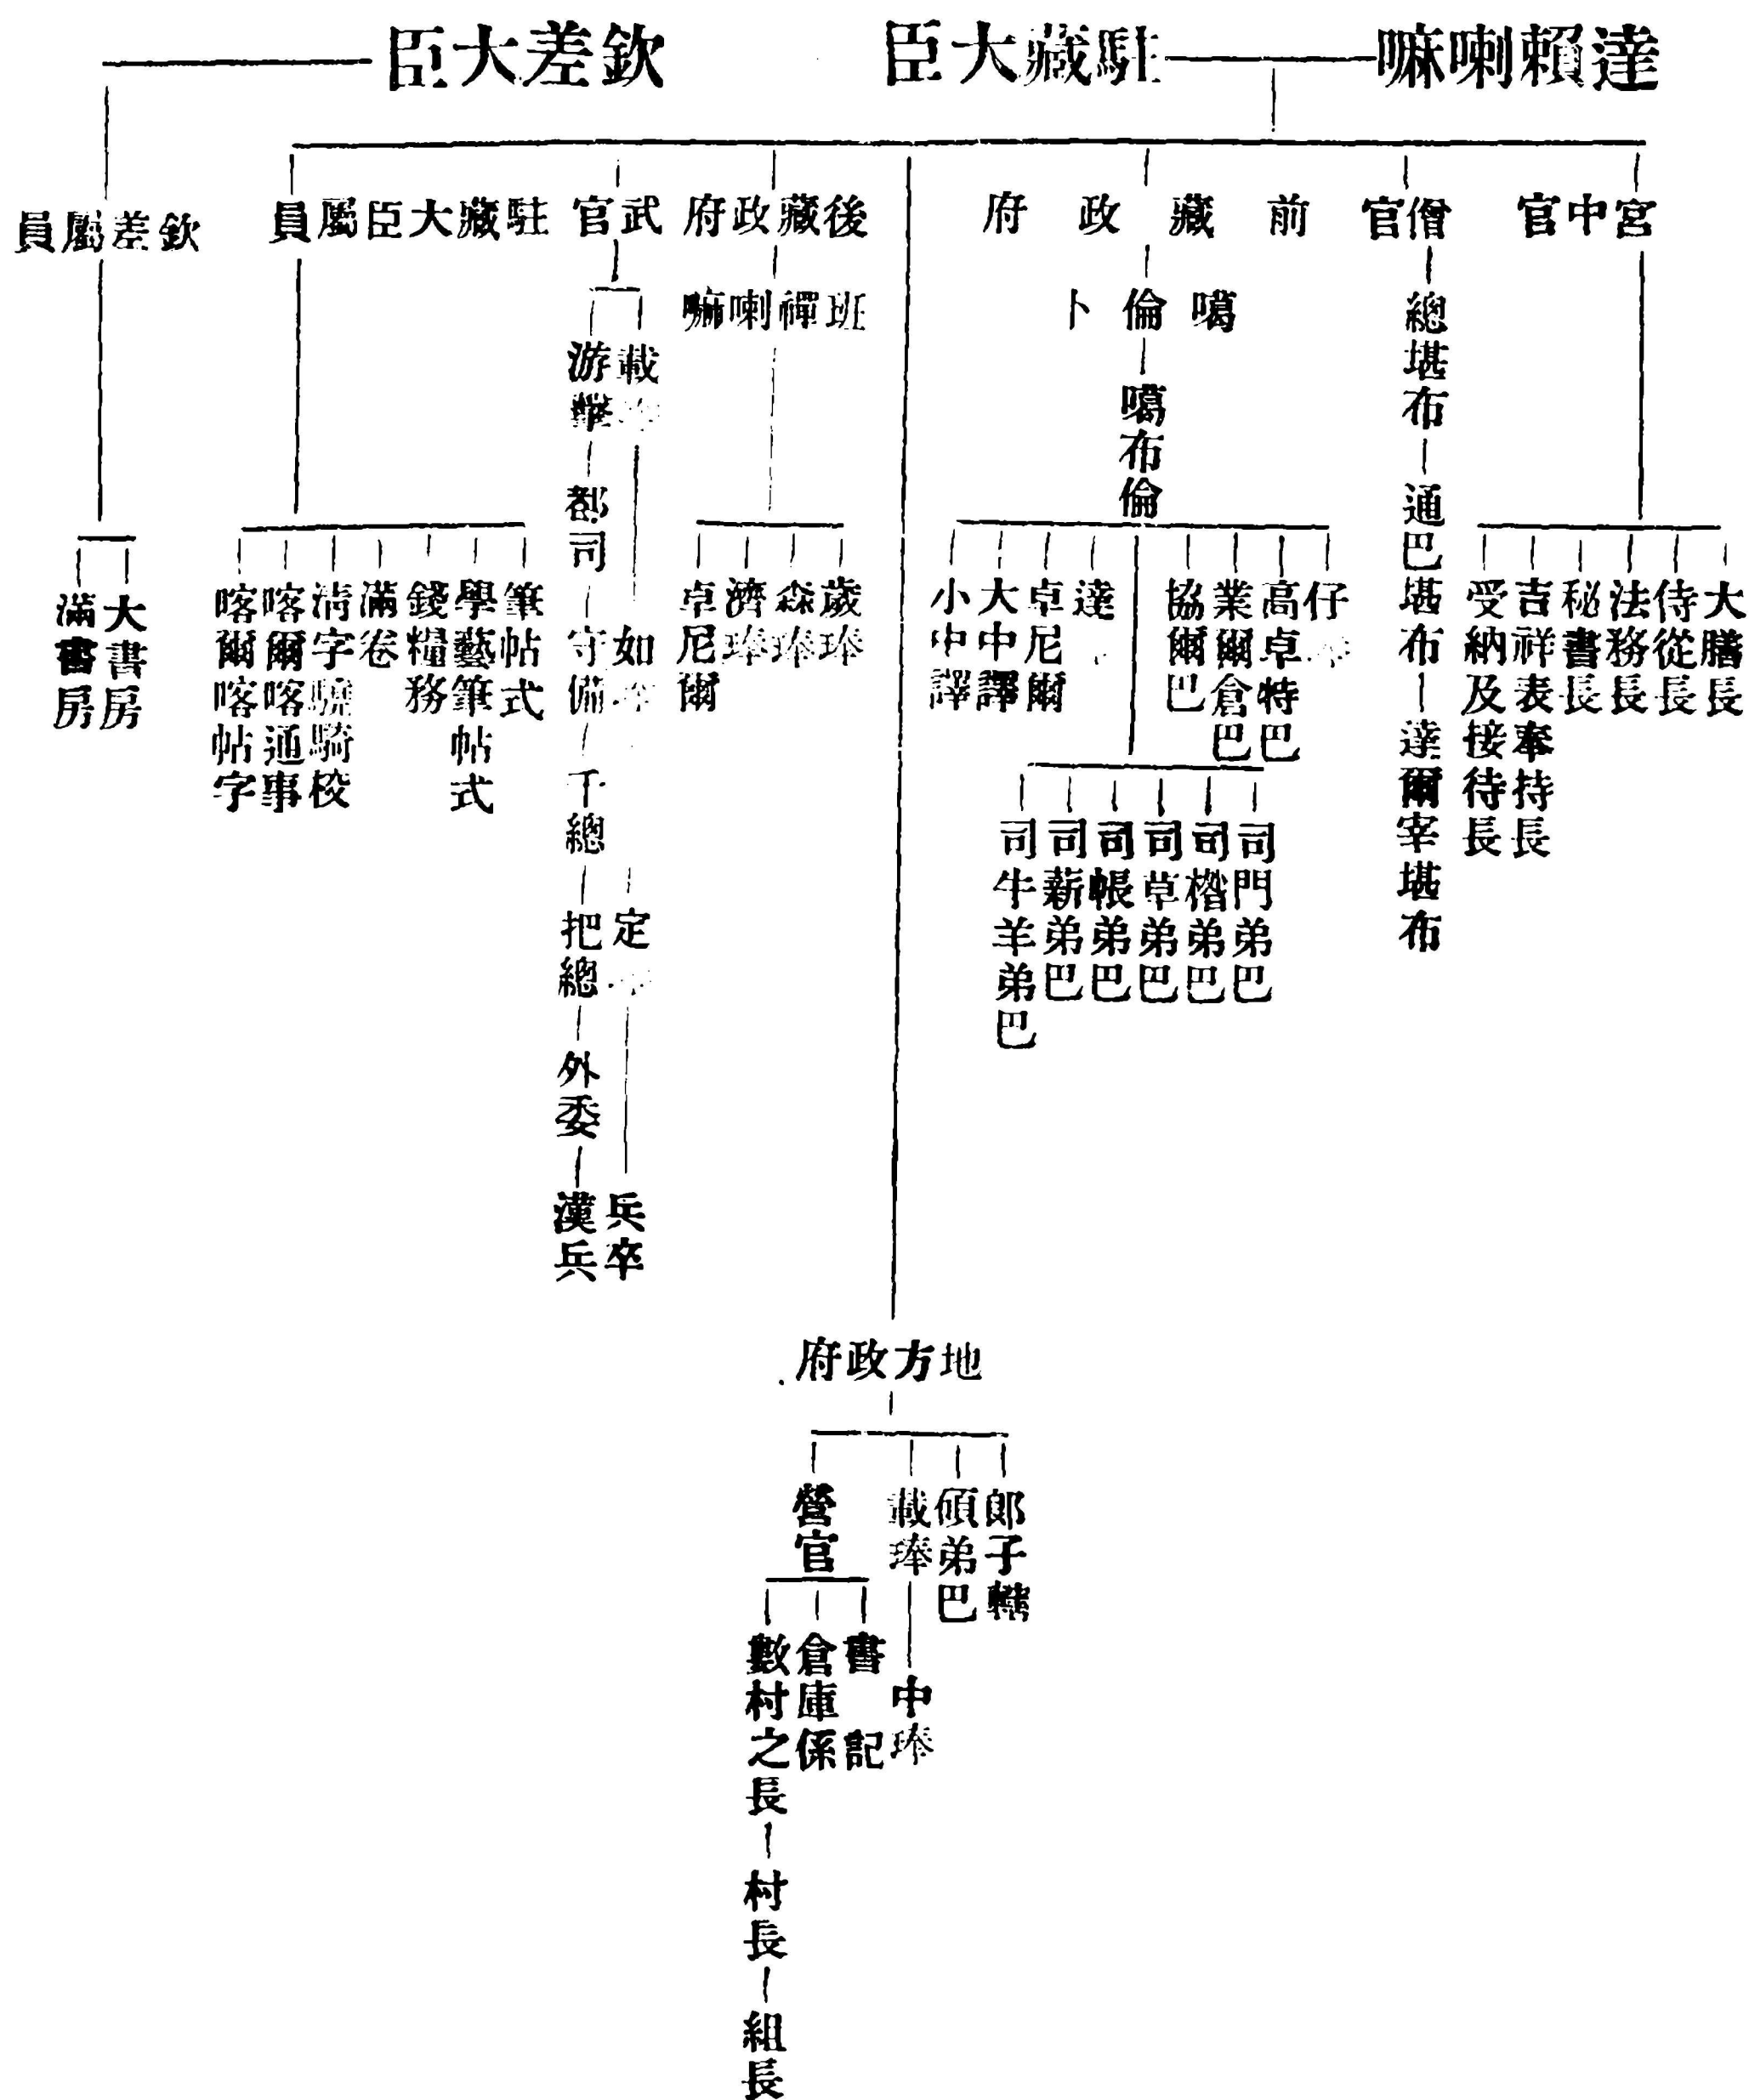 達賴喇嘛
駐藏大臣
欽差大臣
宮中官
僧官
前藏政府
後藏政府
武官
駐藏大臣屬員
欽差屬員
大膳長
侍從長
法務長
秘書長
吉祥表奉持長
受納及接待長
總堪布
通巴堪布
達爾宰堪布
噶倫卜
噶布倫
仔
高卓特巴
業爾倉巴
協爾巴
達
卓尼爾
大中譯
小中譯
司門弟巴
司糌弟巴
司草弟巴
司帳弟巴
司薪弟巴
司牛羊弟巴
班禪喇嘛
歲琫
森琫
濟琫
卓尼爾
載
如
定
兵卒
游擊
都司
守備
千總
把總
外委
漢兵
筆帖式
學藝筆帖式
錢糧務
滿卷
清字驍騎校
喀爾喀通事
喀爾喀帖字
大書房
滿書房
地方政府
郎子轄
碩弟巴
載琫
中琫
營官
書記
倉庫係
數村之長
村長
組長